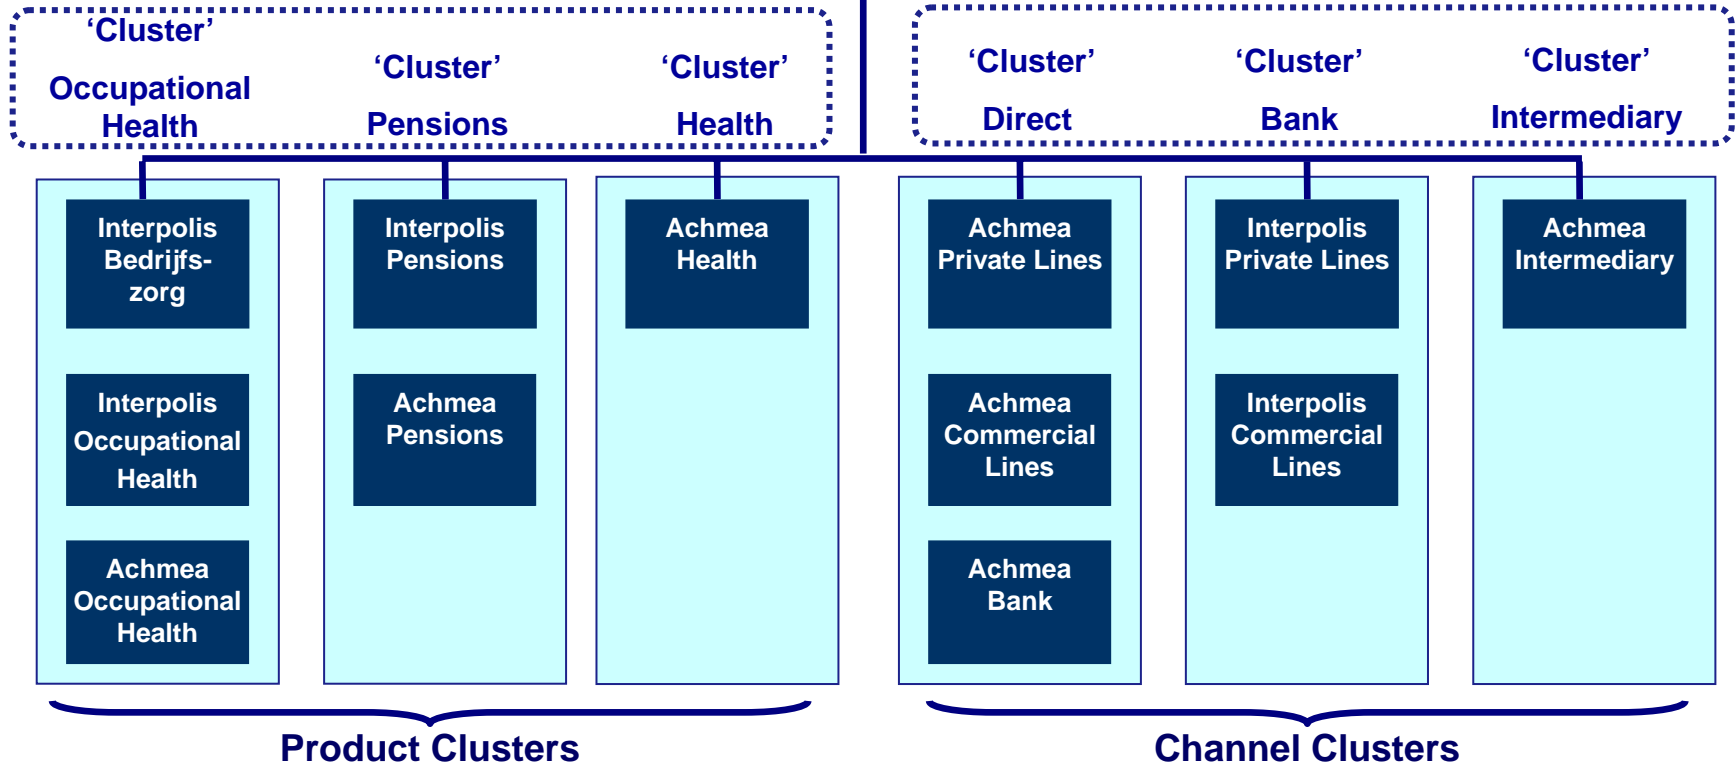 ‘Cluster’
Occupational
Health
‘Cluster’
Pensions
‘Cluster’
Health
‘Cluster’
Direct
‘Cluster’
Bank
‘Cluster’
Intermediary
Interpolis
Bedrijfs-
zorg
Interpolis
Pensions
Achmea
Health
Achmea
Private Lines
Interpolis
Private Lines
Achmea
Intermediary
Interpolis
Occupational
Health
Achmea
Pensions
Achmea
Commercial
Lines
Interpolis
Commercial
Lines
Achmea
Occupational
Health
Achmea
Bank
Product Clusters
Channel Clusters